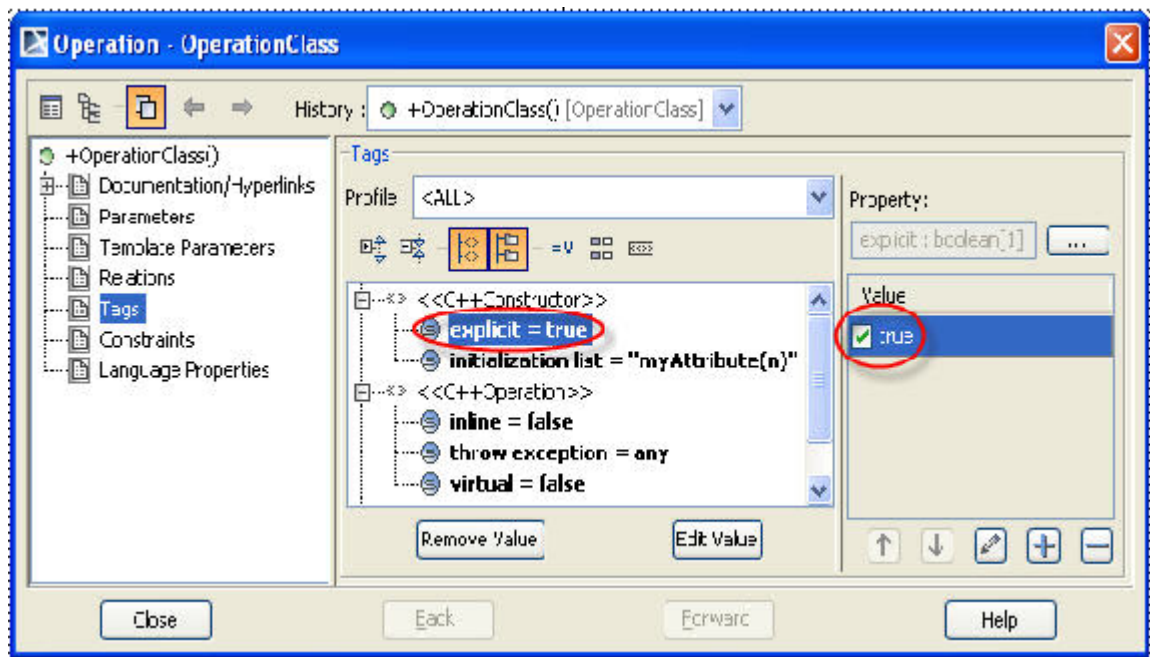 Operation - OperationClass
History : +OperationClass() [OperationClass]
+OperationClass()
Documentation/Hyperlinks
Parameters
Template Parameters
Relations
Tags
Constraints
Language Properties
Tags
Profile <ALL>
=V
<<C++Constructor>>
explicit = true
initialization list = "myAttribute(n)"
<<C++Operation>>
inline = false
throw exception = any
virtual = false
Remove Value Edit Value
Property:
explicit : boolean[1] ...
Value
true
Close Back Forward Help